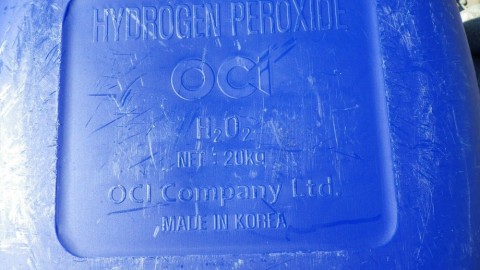 HYDROGEN PEROXIDE
OCI
H₂O₂
NET : 20Kg
OCI Company Ltd.
MADE IN KOREA